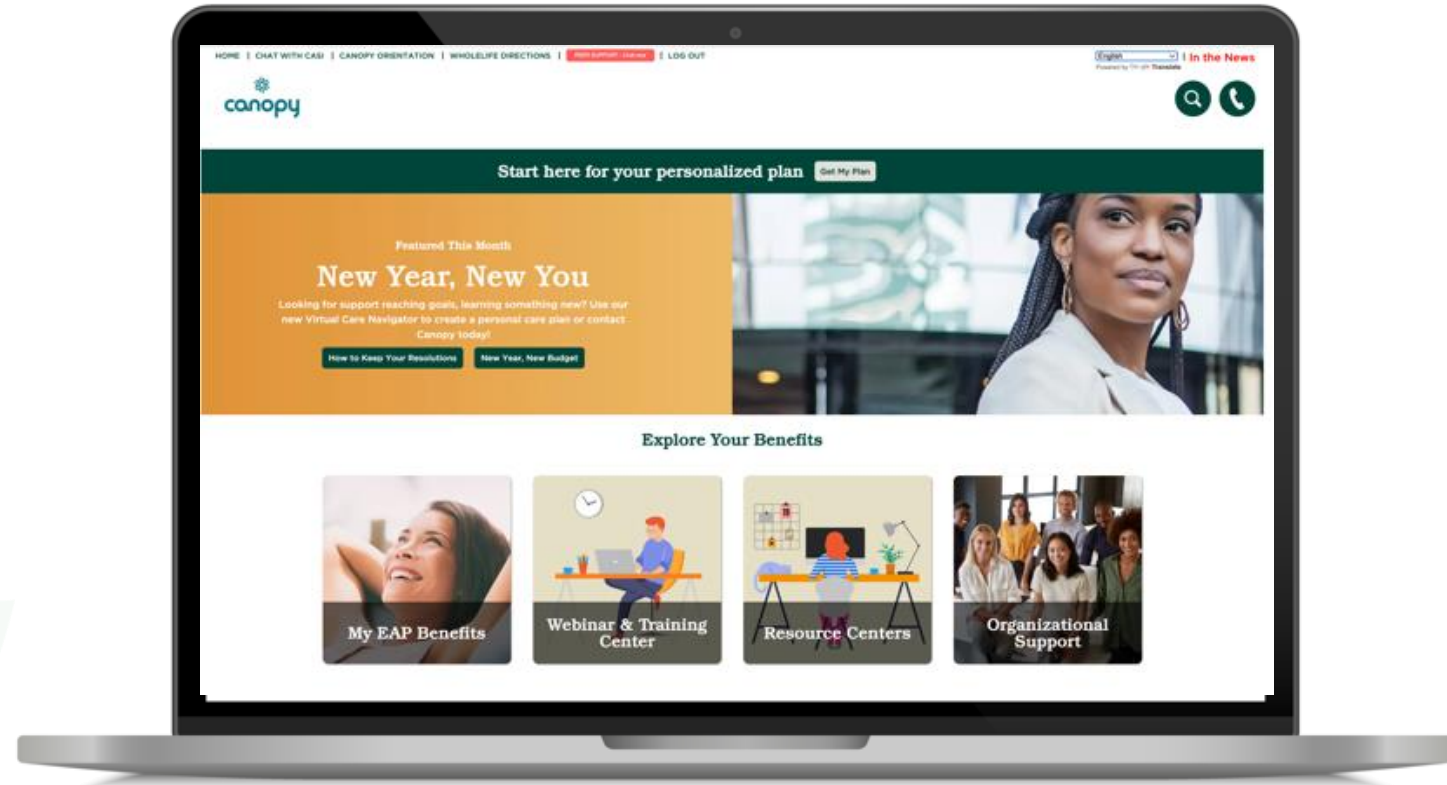 HOME | CHAT WITH CASI | CANOPY ORIENTATION | WHOLELIFE DIRECTIONS | | LOG OUT
English | In the News
Powered by Translate
canopy
Start here for your personalized plan Get My Plan
Featured This Month
New Year, New You
Looking for support reaching goals, learning something new? Use our
new Virtual Care Navigator to create a personal care plan or contact
Canopy today!
How to Keep Your Resolutions New Year, New Budget
Explore Your Benefits
My EAP Benefits
Webinar & Training
Center
Resource Centers
Organizational
Support